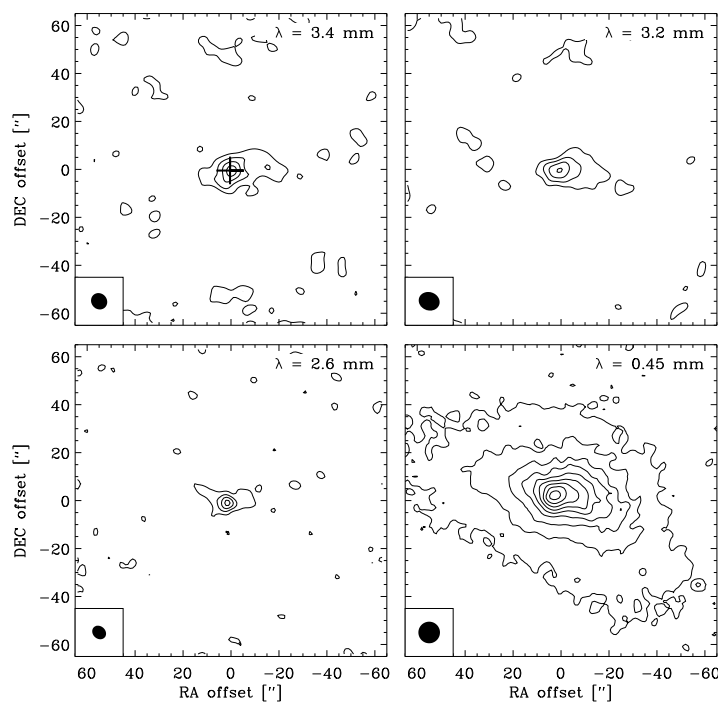 λ = 3.4 mm
λ = 3.2 mm
60
40
20
0
−20
−40
−60
DEC offset ["]
λ = 2.6 mm
λ = 0.45 mm
60
40
20
0
−20
−40
−60
DEC offset ["]
60 40 20 0 −20 −40 −60
60 40 20 0 −20 −40 −60
RA offset ["]
RA offset ["]